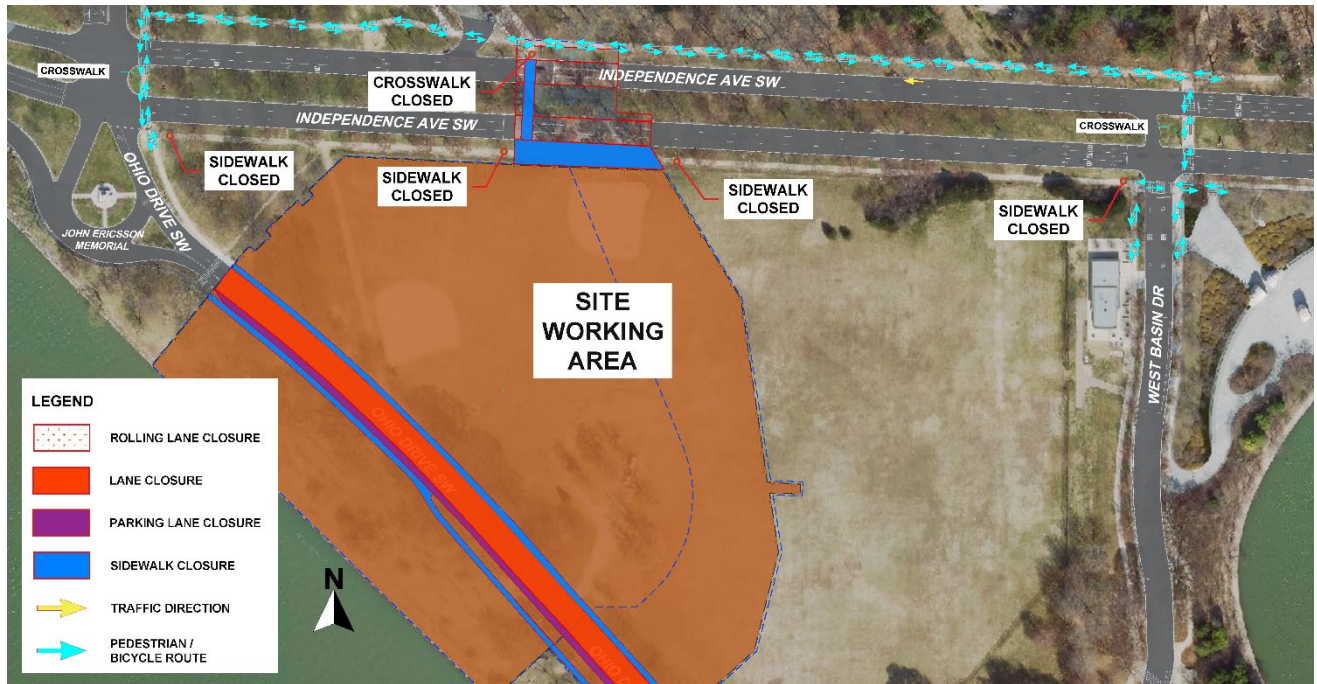 CROSSWALK
CROSSWALK
CLOSED
INDEPENDENCE AVE SW
INDEPENDENCE AVE SW
CROSSWALK
SIDEWALK
CLOSED
SIDEWALK
CLOSED
SIDEWALK
CLOSED
SIDEWALK
CLOSED
OHIO DRIVE SW
JOHN ERICSSON
MEMORIAL
SITE
WORKING
AREA
WEST BASIN DR
OHIO DRIVE SW
LEGEND
ROLLING LANE CLOSURE
LANE CLOSURE
PARKING LANE CLOSURE
SIDEWALK CLOSURE
TRAFFIC DIRECTION
PEDESTRIAN /
BICYCLE ROUTE
N